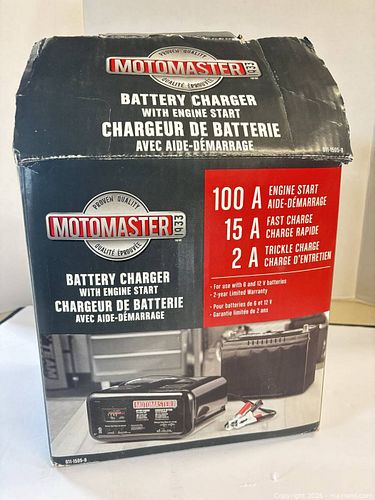 PROVEN QUALITY
MOTOMASTER
1933
QUALITÉ ÉPROUVÉE
BATTERY CHARGER
WITH ENGINE START
CHARGEUR DE BATTERIE
AVEC AIDE-DÉMARRAGE
011-1505-8
PROVEN QUALITY
MOTOMASTER
1933
QUALITÉ ÉPROUVÉE
BATTERY CHARGER
WITH ENGINE START
CHARGEUR DE BATTERIE
AVEC AIDE-DÉMARRAGE
100 A ENGINE START
AIDE-DÉMARRAGE
15 A FAST CHARGE
CHARGE RAPIDE
2 A TRICKLE CHARGE
CHARGE D'ENTRETIEN
• For use with 6 and 12 V batteries
• 2-year Limited Warranty
• Pour batteries de 6 et 12 V
• Garantie limitée de 2 ans
MOTOMASTER
011-1505-8